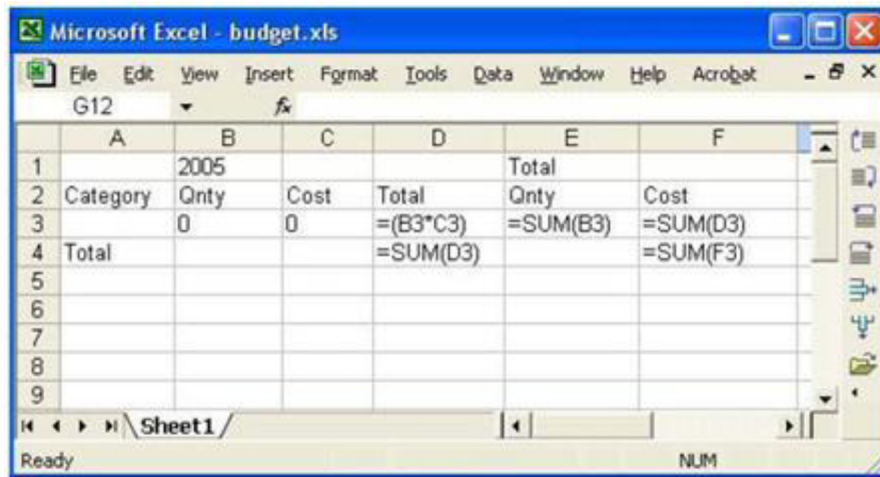 Microsoft Excel - budget.xls
File Edit View Insert Format Tools Data Window Help Acrobat
G12 fx
A B C D E F
1 2005 Total
2 Category Qnty Cost Total Qnty Cost
3 0 0 =(B3*C3) =SUM(B3) =SUM(D3)
4 Total =SUM(D3) =SUM(F3)
5
6
7
8
9
Sheet1
Ready NUM